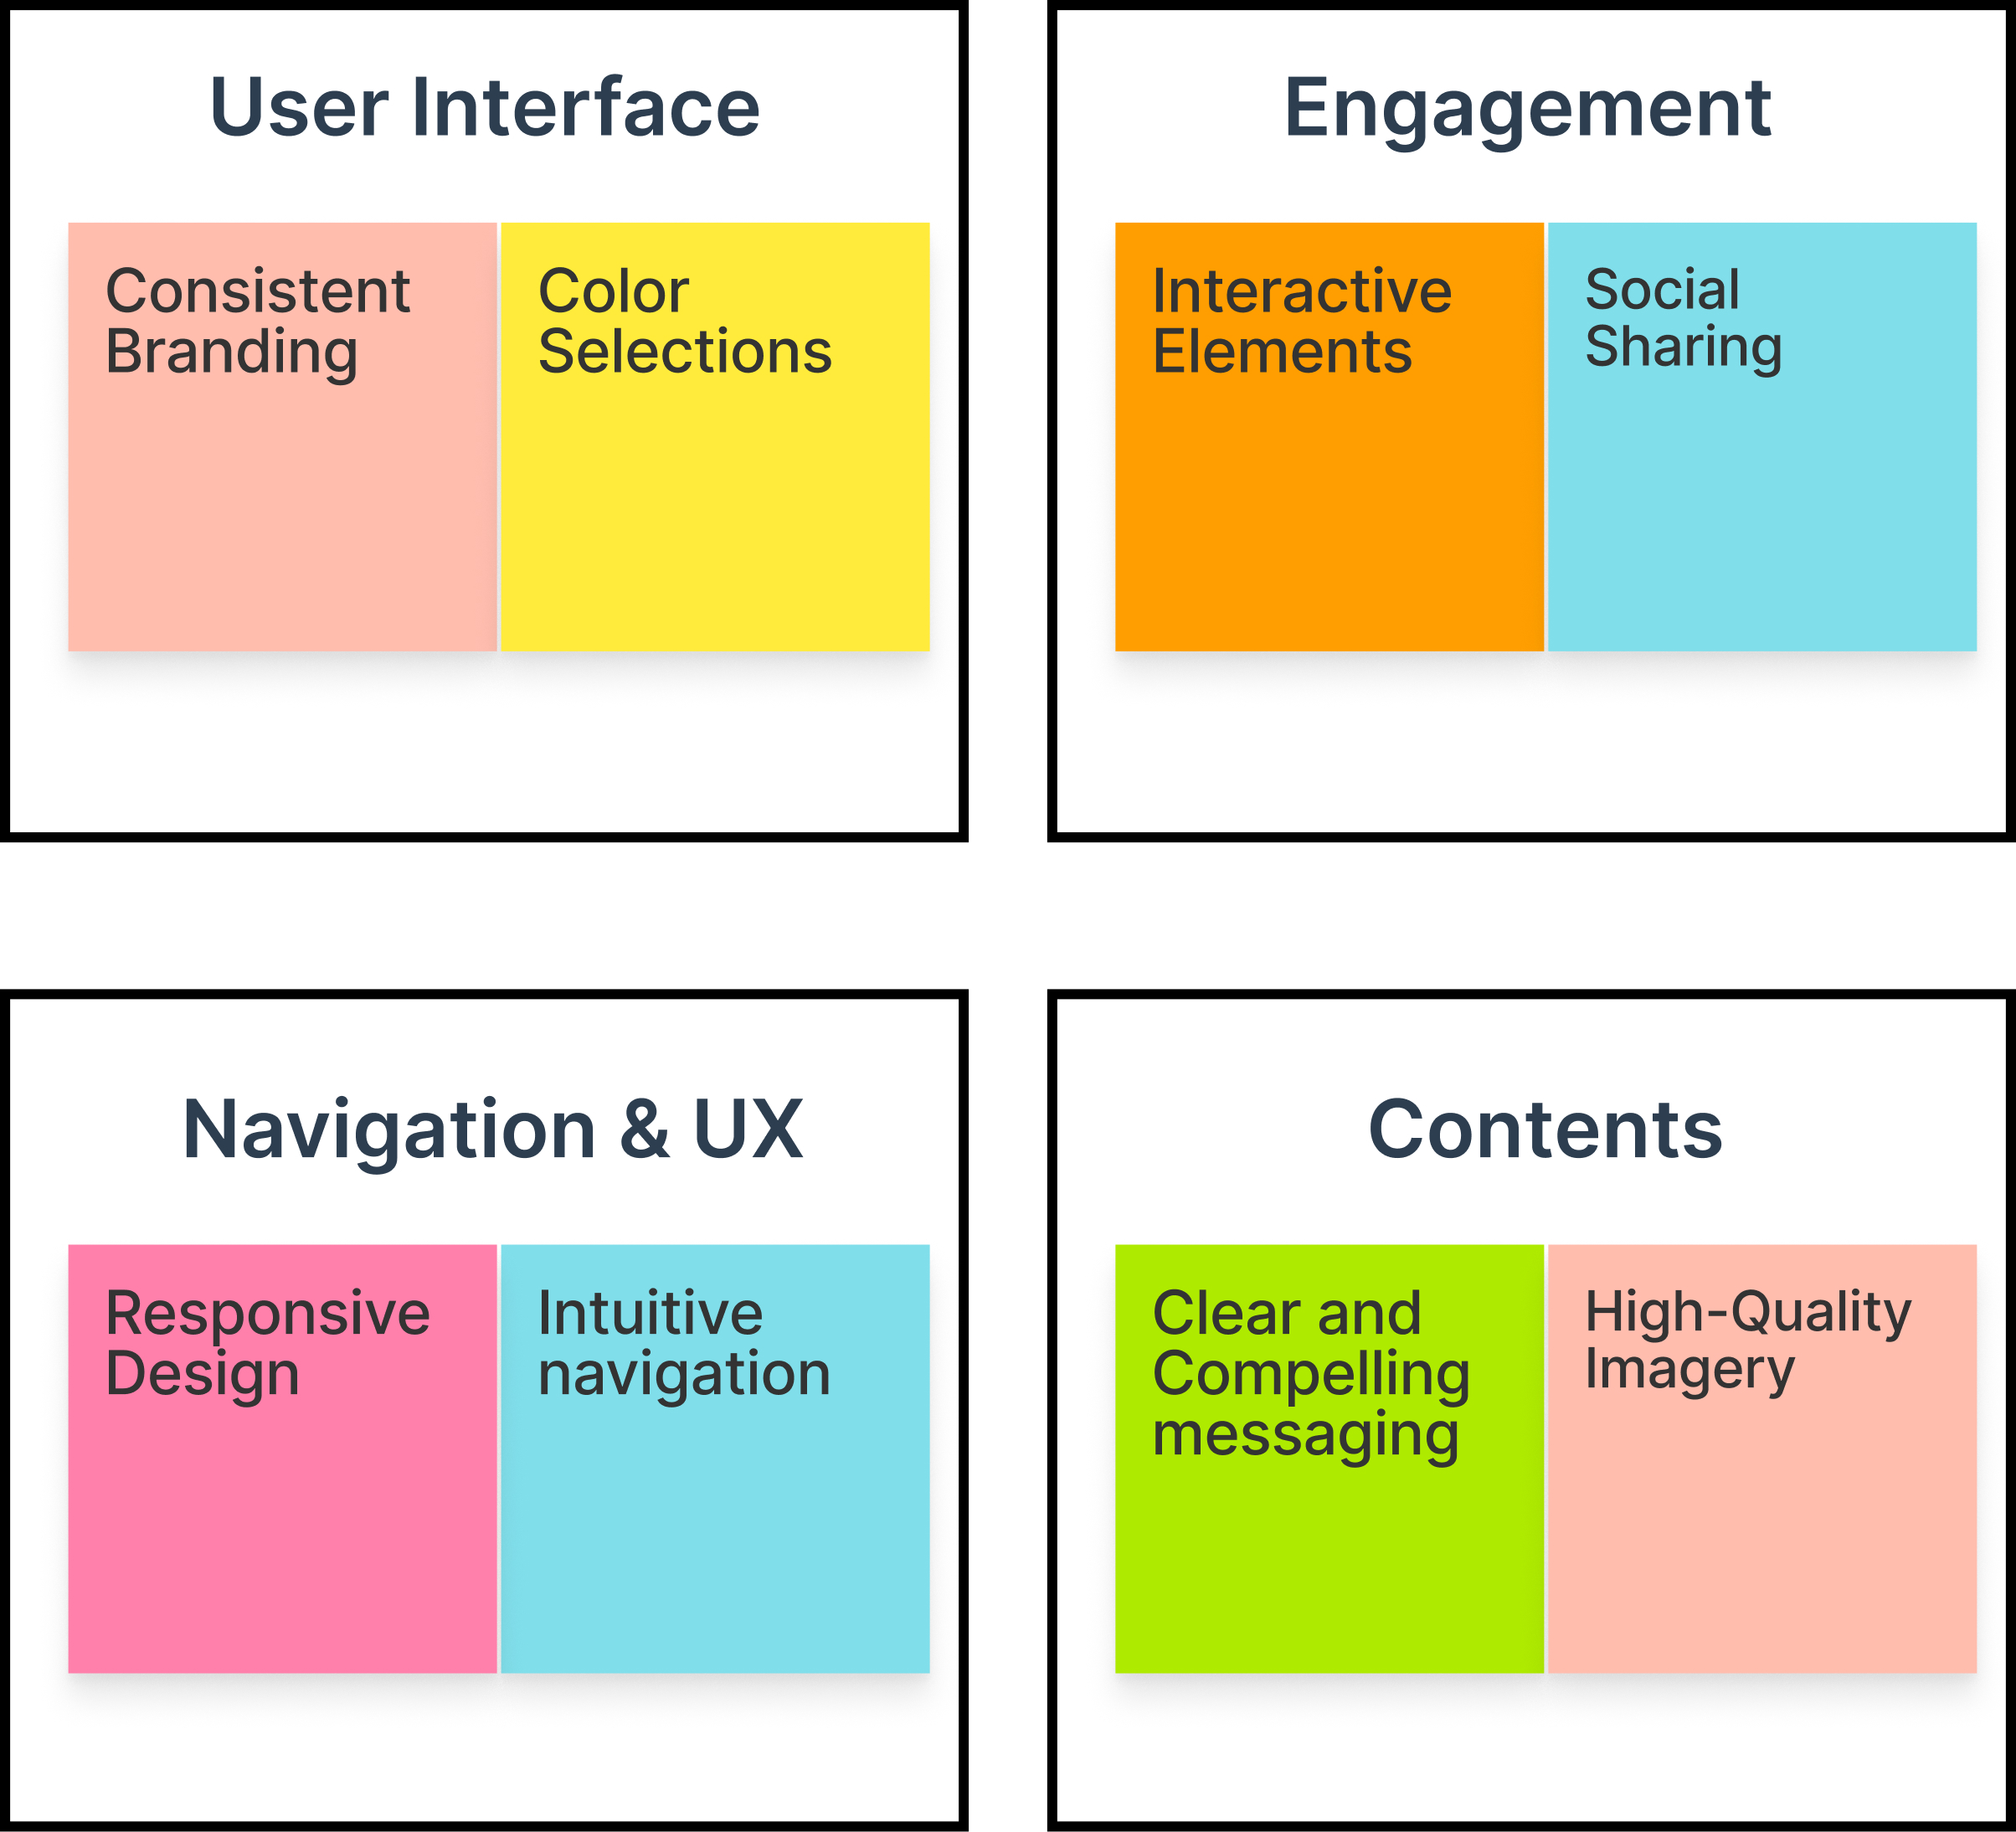 User Interface
Consistent
Branding
Color
Selections
Engagement
Interactive
Elements
Social
Sharing
Navigation & UX
Responsive
Design
Intuitive
navigation
Contents
Clear and
Compelling
messaging
High-Quality
Imagery